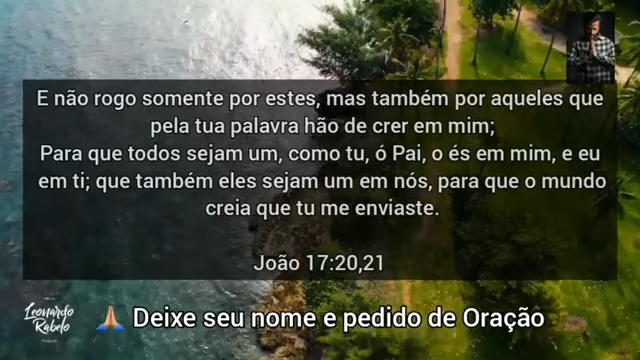 E não rogo somente por estes, mas também por aqueles que
pela tua palavra hão de crer em mim;
Para que todos sejam um, como tu, ó Pai, o és em mim, e eu
em ti; que também eles sejam um em nós, para que o mundo
creia que tu me enviaste.
João 17:20,21
Leonardo
Rabelo
🙏 Deixe seu nome e pedido de Oração